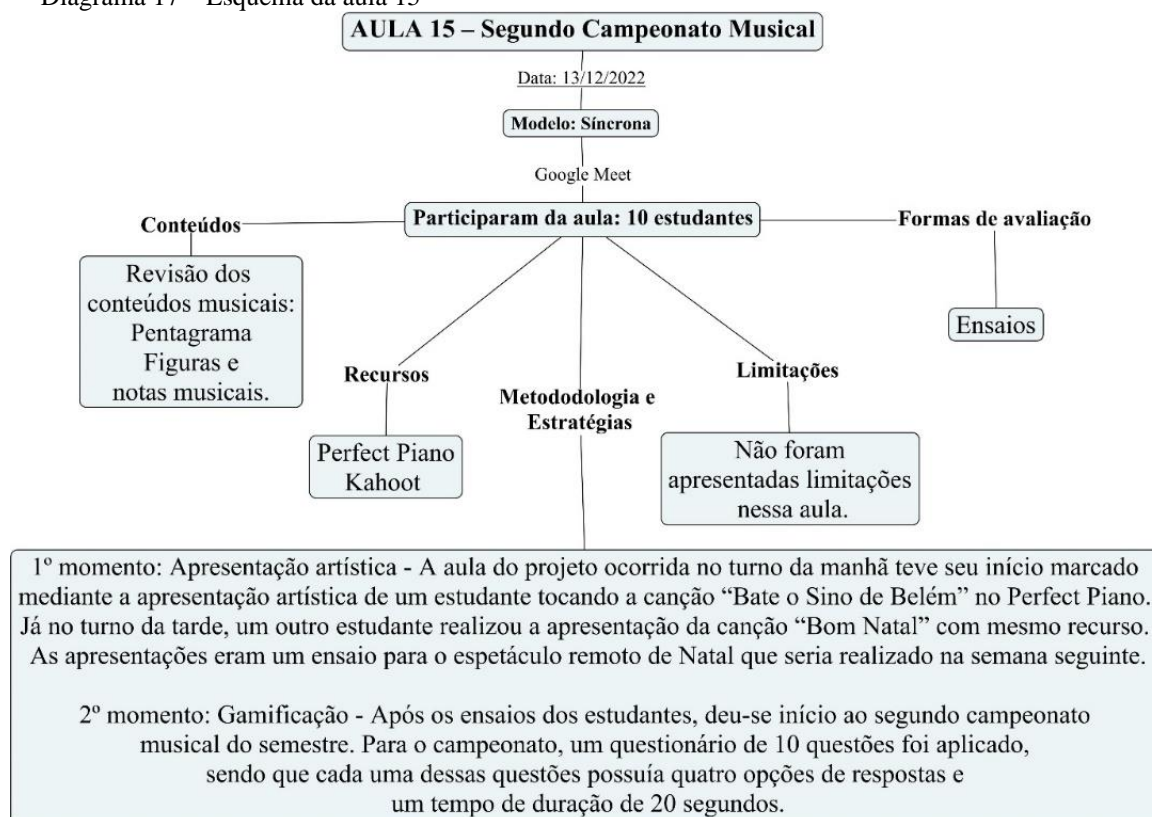 Diagrama 17 – Esquema da aula 15
AULA 15 – Segundo Campeonato Musical
Data: 13/12/2022
Modelo: Síncrona
Google Meet
Participaram da aula: 10 estudantes
Conteúdos
Revisão dos
conteúdos musicais:
Pentagrama
Figuras e
notas musicais.
Recursos
Perfect Piano
Kahoot
Metododologia e
Estratégias
Limitações
Não foram
apresentadas limitações
nessa aula.
Formas de avaliação
Ensaios
1º momento: Apresentação artística - A aula do projeto ocorrida no turno da manhã teve seu início marcado
mediante a apresentação artística de um estudante tocando a canção “Bate o Sino de Belém” no Perfect Piano.
Já no turno da tarde, um outro estudante realizou a apresentação da canção “Bom Natal” com mesmo recurso.
As apresentações eram um ensaio para o espetáculo remoto de Natal que seria realizado na semana seguinte.
2º momento: Gamificação - Após os ensaios dos estudantes, deu-se início ao segundo campeonato
musical do semestre. Para o campeonato, um questionário de 10 questões foi aplicado,
sendo que cada uma dessas questões possuía quatro opções de respostas e
um tempo de duração de 20 segundos.